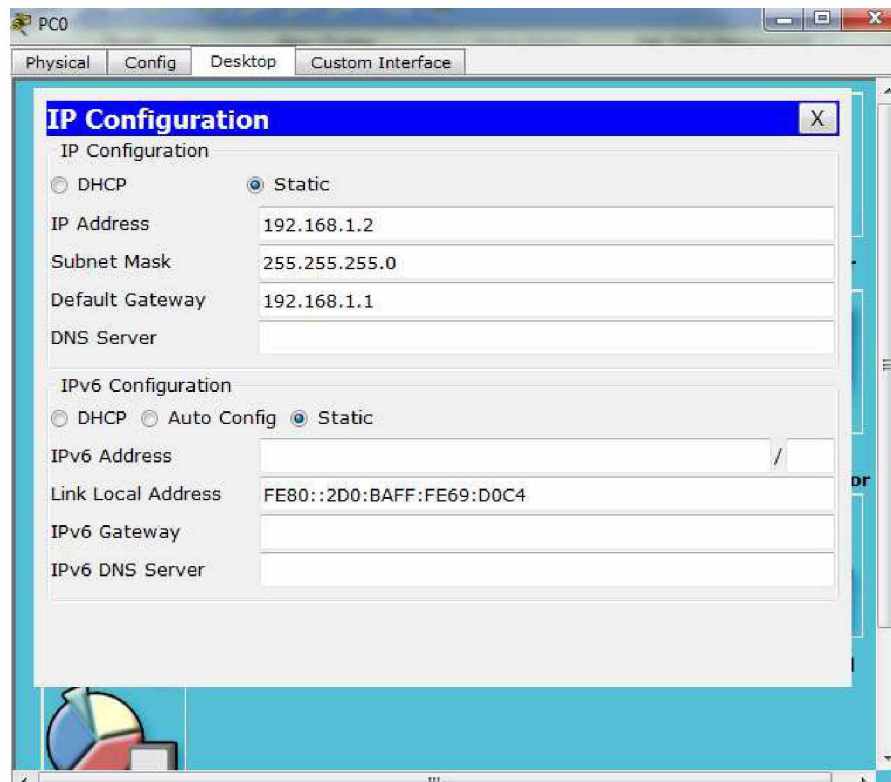 PC0
Physical Config Desktop Custom Interface
IP Configuration X
IP Configuration
DHCP Static
IP Address 192.168.1.2
Subnet Mask 255.255.255.0
Default Gateway 192.168.1.1
DNS Server
IPv6 Configuration
DHCP Auto Config Static
IPv6 Address /
Link Local Address FE80::2D0:BAFF:FE69:D0C4
IPv6 Gateway
IPv6 DNS Server
or